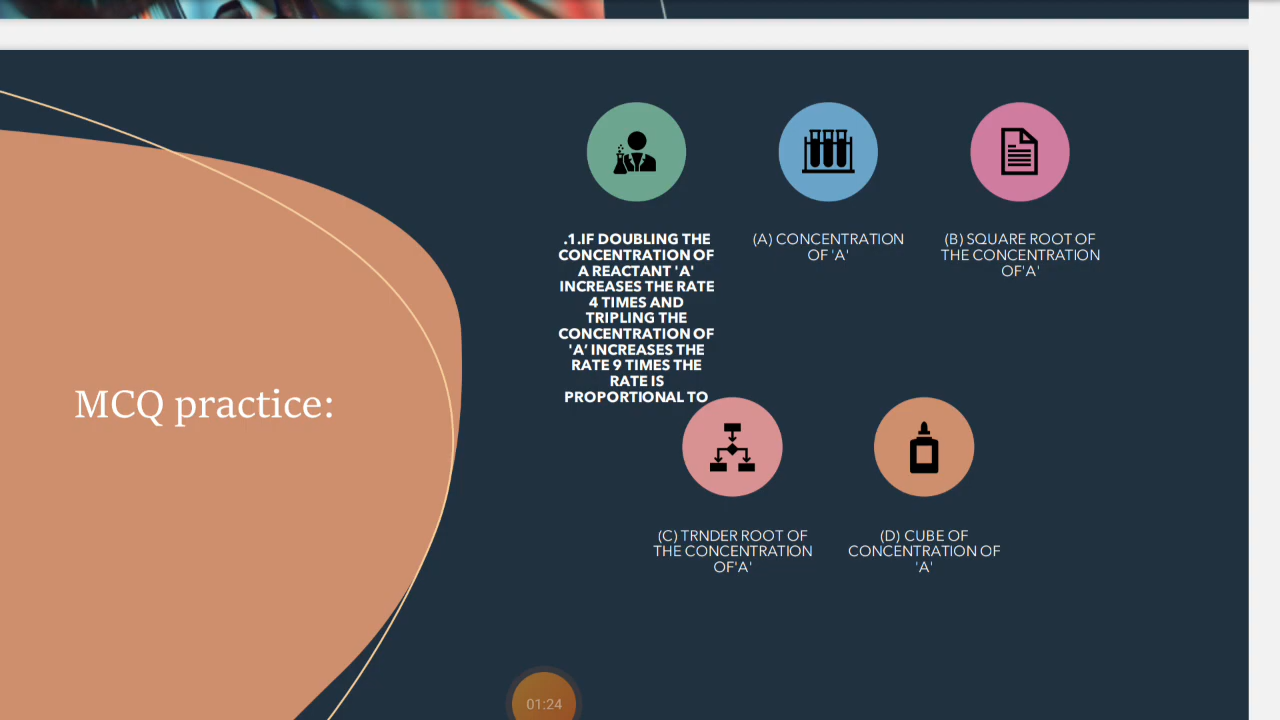 MCQ practice:
.1.IF DOUBLING THE
CONCENTRATION OF
A REACTANT 'A'
INCREASES THE RATE
4 TIMES AND
TRIPLING THE
CONCENTRATION OF
'A’ INCREASES THE
RATE 9 TIMES THE
RATE IS
PROPORTIONAL TO
(A) CONCENTRATION
OF 'A'
(B) SQUARE ROOT OF
THE CONCENTRATION
OF'A'
(C) TRNDER ROOT OF
THE CONCENTRATION
OF'A'
(D) CUBE OF
CONCENTRATION OF
'A'
01:24